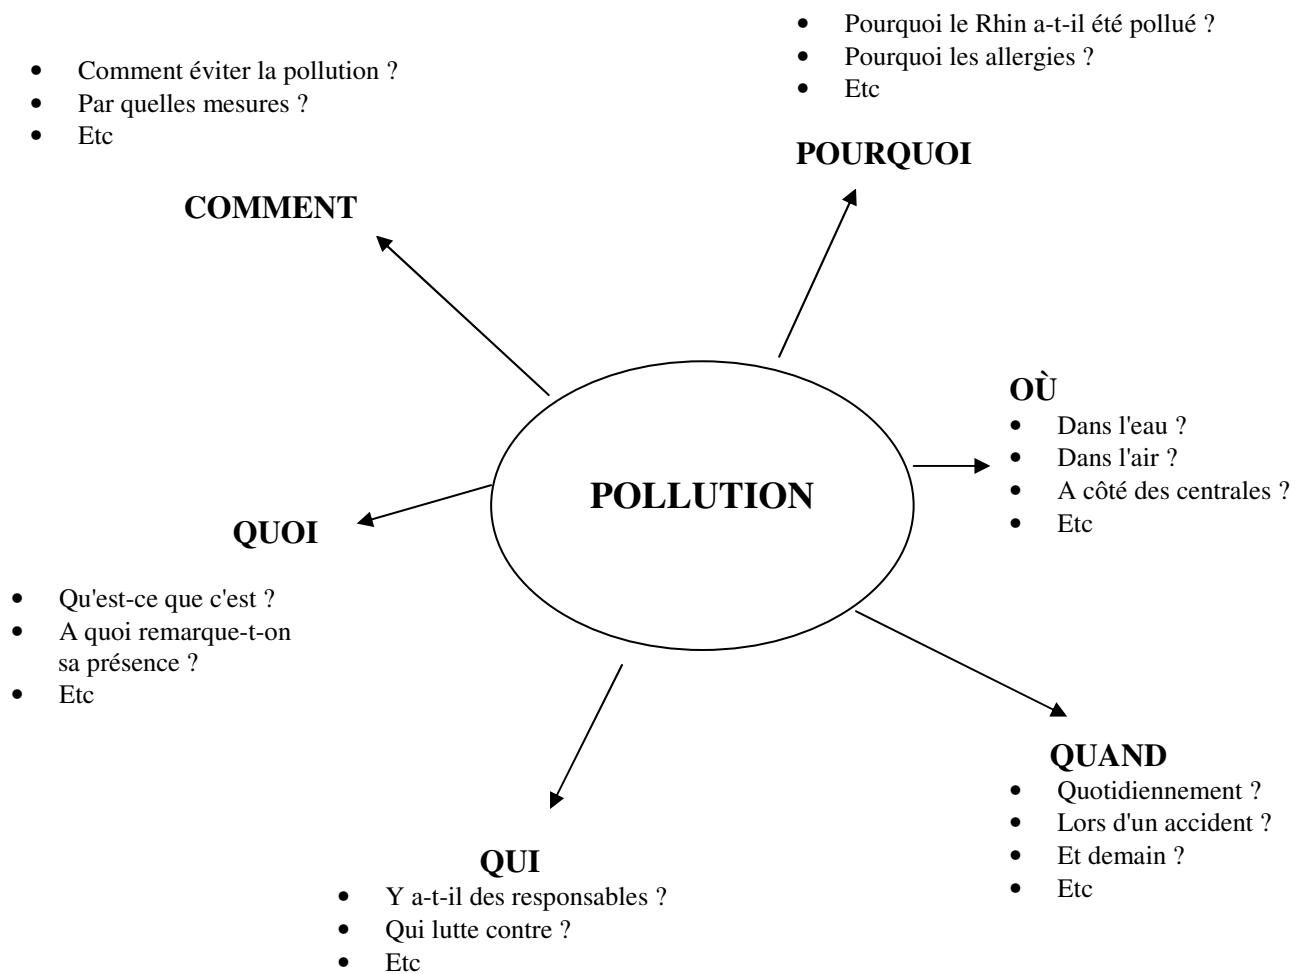 • Pourquoi le Rhin a-t-il été pollué ?
• Pourquoi les allergies ?
• Etc
POURQUOI
• Comment éviter la pollution ?
• Par quelles mesures ?
• Etc
COMMENT
OÙ
• Dans l'eau ?
• Dans l'air ?
• A côté des centrales ?
• Etc
POLLUTION
QUOI
• Qu'est-ce que c'est ?
• A quoi remarque-t-on
sa présence ?
• Etc
QUAND
• Quotidiennement ?
• Lors d'un accident ?
• Et demain ?
• Etc
QUI
• Y a-t-il des responsables ?
• Qui lutte contre ?
• Etc